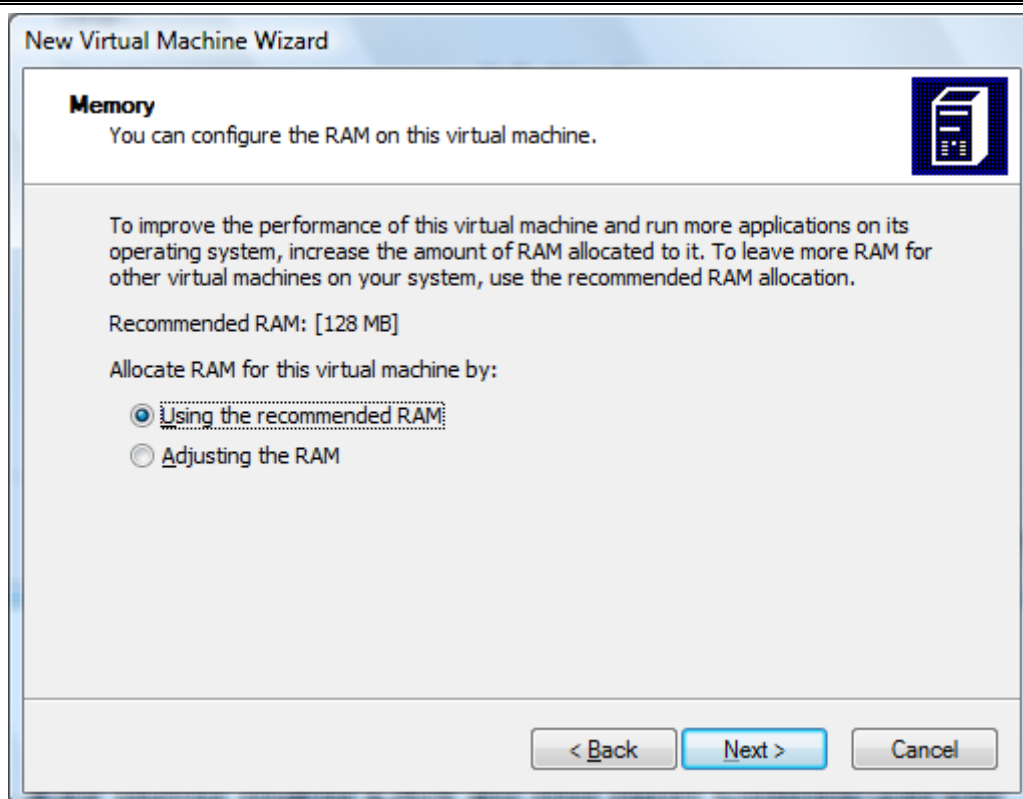 New Virtual Machine Wizard
Memory
You can configure the RAM on this virtual machine.
To improve the performance of this virtual machine and run more applications on its
operating system, increase the amount of RAM allocated to it. To leave more RAM for
other virtual machines on your system, use the recommended RAM allocation.
Recommended RAM: [128 MB]
Allocate RAM for this virtual machine by:
Using the recommended RAM
Adjusting the RAM
< Back Next > Cancel